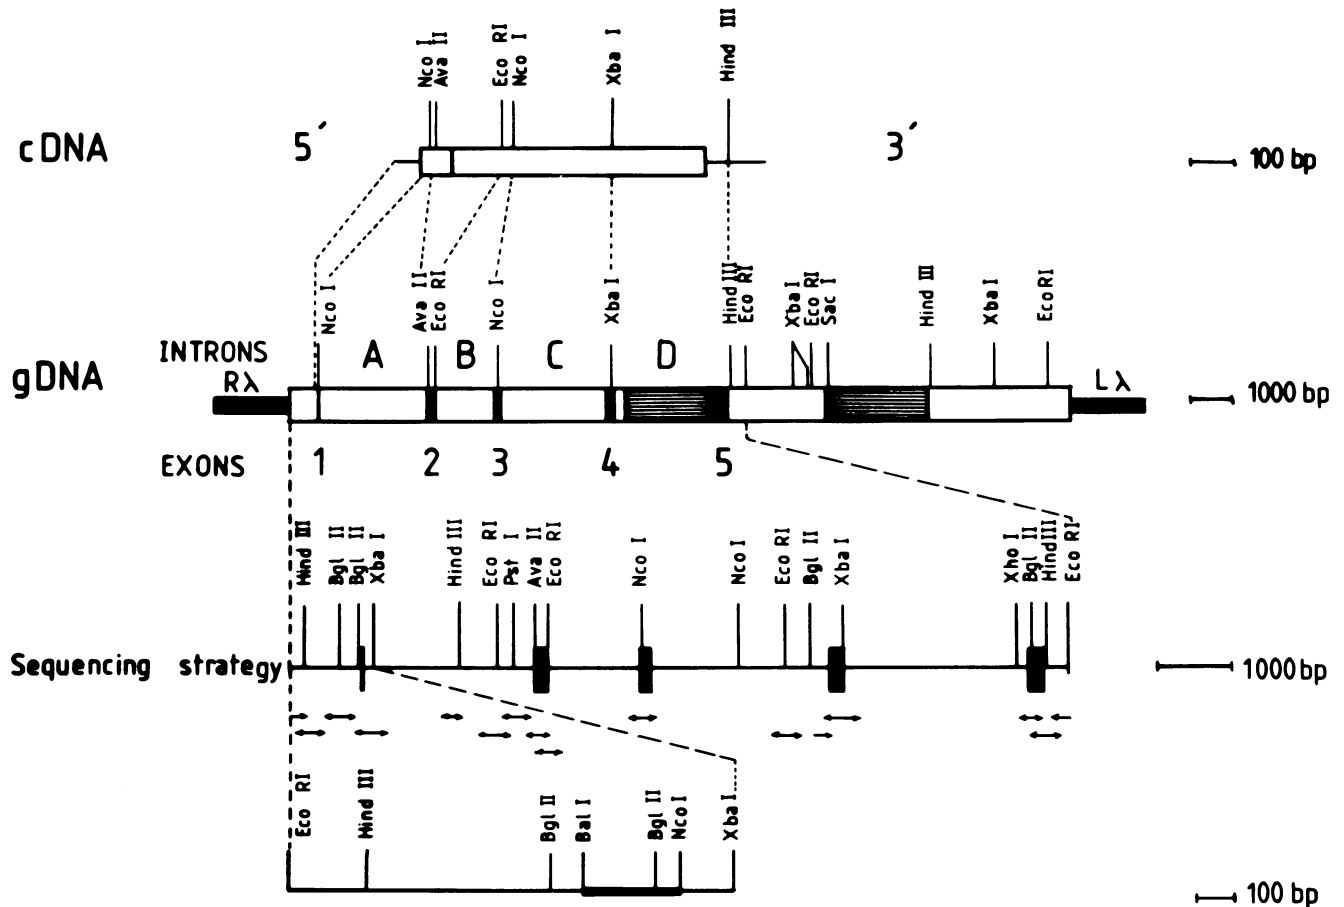 Nco I Ava II Eco RI Nco I Xba I Hind III
cDNA 5´ 3´ 100 bp
Nco I Ava II Eco RI Nco I Xba I Hind III Eco RI Xba I Eco RI Sac I Hind III Xba I Eco RI
INTRONS A B C D
gDNA Rλ Lλ 1000 bp
EXONS 1 2 3 4 5
Hind III Bgl II Bgl II Xba I Hind III Eco RI Pst I Ava II Eco RI Nco I Nco I Eco RI Bgl II Xba I Xho I Bgl II Hind III Eco RI
Sequencing strategy 1000 bp
Eco RI Hind III Bgl II Bal I Bgl II Nco I Xba I
100 bp